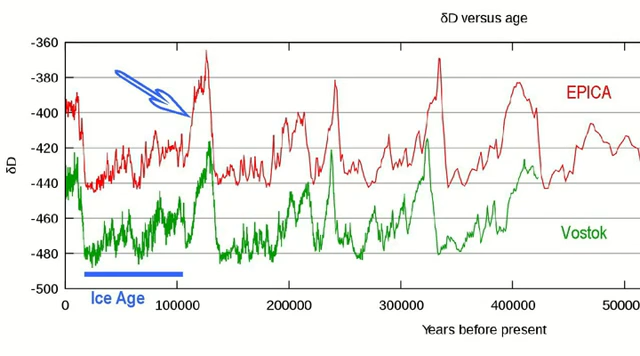 δD versus age
-360
-380
-400
-420
-440
-460
-480
-500
δD
EPICA
Vostok
Ice Age
0 100000 200000 300000 400000 50000
Years before present